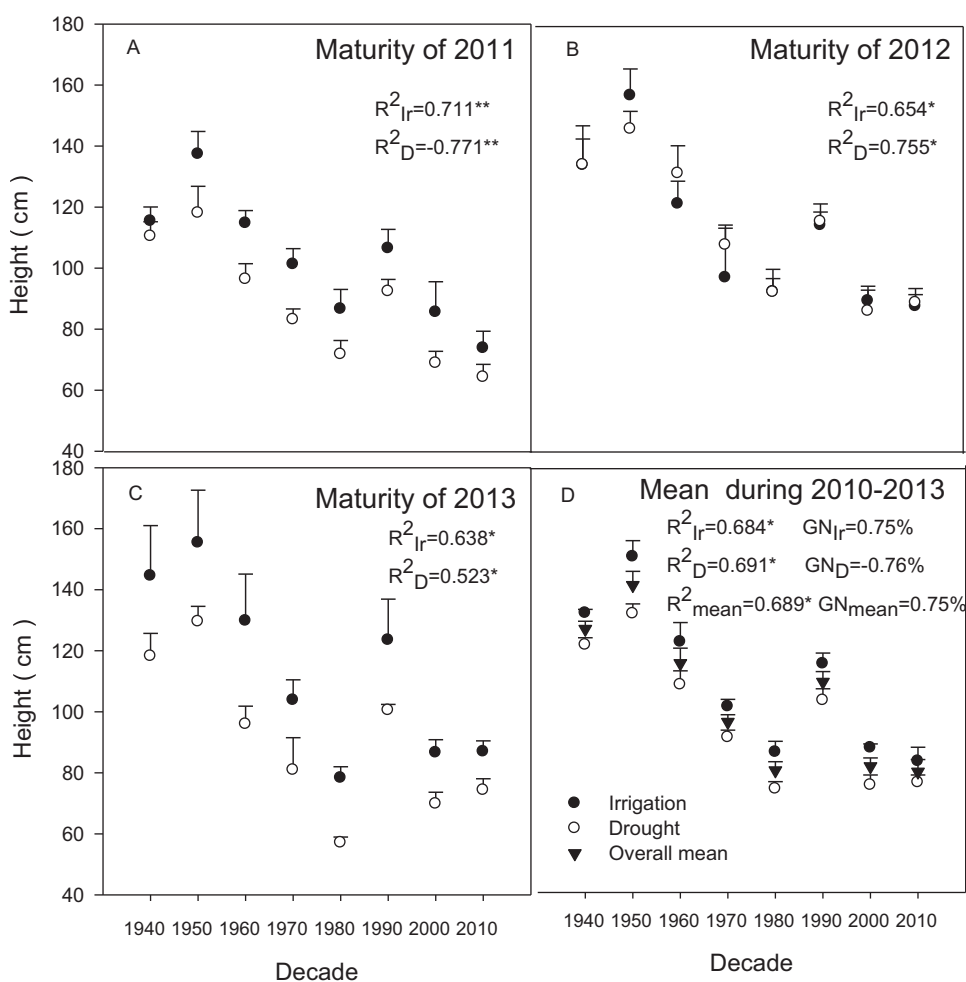 180
160
140
120
100
80
60
40
Height ( cm )
A
Maturity of 2011
R2Ir=0.711**
R2D=-0.771**
B
Maturity of 2012
R2Ir=0.654*
R2D=0.755*
180
160
140
120
100
80
60
40
Height ( cm )
C
Maturity of 2013
R2Ir=0.638*
R2D=0.523*
1940 1950 1960 1970 1980 1990 2000 2010
Decade
D
Mean during 2010-2013
R2Ir=0.684* GNIr=0.75%
R2D=0.691* GND=-0.76%
R2mean=0.689* GNmean=0.75%
Irrigation
Drought
Overall mean
1940 1950 1960 1970 1980 1990 2000 2010
Decade